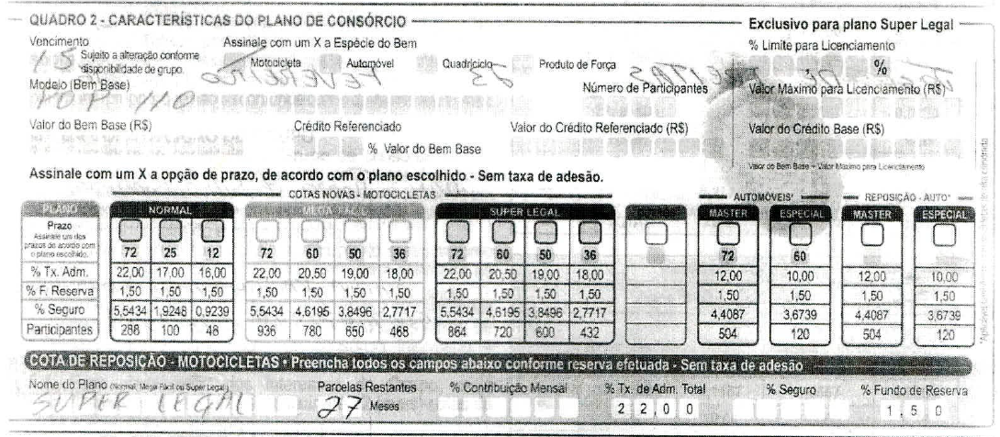 QUADRO 2 - CARACTERÍSTICAS DO PLANO DE CONSÓRCIO
Exclusivo para plano Super Legal
Vencimento
Assinale com um X a Espécie do Bem
% Limite para Licenciamento
15
Sujeito a alteração conforme disponibilidade de grupo.
Motocicleta Automóvel Quadriciclo Produto de Força
%
Modelo (Bem Base)
Número de Participantes
Valor Máximo para Licenciamento (R$)
POP 110
Valor do Bem Base (R$)
Crédito Referenciado
Valor do Crédito Referenciado (R$)
Valor do Crédito Base (R$)
% Valor do Bem Base
Valor do Bem Base + Valor Máximo para Licenciamento
Assinale com um X a opção de prazo, de acordo com o plano escolhido - Sem taxa de adesão.
COTAS NOVAS - MOTOCICLETAS
AUTOMÓVEIS* REPOSIÇÃO - AUTO*
PLANO NORMAL MEGA FÁCIL SUPER LEGAL MASTER ESPECIAL MASTER ESPECIAL
Prazo
Assinale um dos prazos de acordo com o plano escolhido.
72 25 12 72 60 50 36 72 60 50 36 72 60
% Tx. Adm. 22,00 17,00 16,00 22,00 20,50 19,00 18,00 22,00 20,50 19,00 18,00 12,00 10,00 12,00 10,00
% F. Reserva 1,50 1,50 1,50 1,50 1,50 1,50 1,50 1,50 1,50 1,50 1,50 1,50 1,50 1,50 1,50
% Seguro 5,5434 1,9248 0,9239 5,5434 4,6195 3,8496 2,7717 5,5434 4,6195 3,8496 2,7717 4,4087 3,6739 4,4087 3,6739
Participantes 288 100 48 936 780 650 468 864 720 600 432 504 120 504 120
COTA DE REPOSIÇÃO - MOTOCICLETAS • Preencha todos os campos abaixo conforme reserva efetuada - Sem taxa de adesão
Nome do Plano (Normal, Mega Fácil ou Super Legal) Parcelas Restantes % Contribuição Mensal % Tx. de Adm. Total % Seguro % Fundo de Reserva
SUPER LEGAL 27 Meses 22,00 1,50